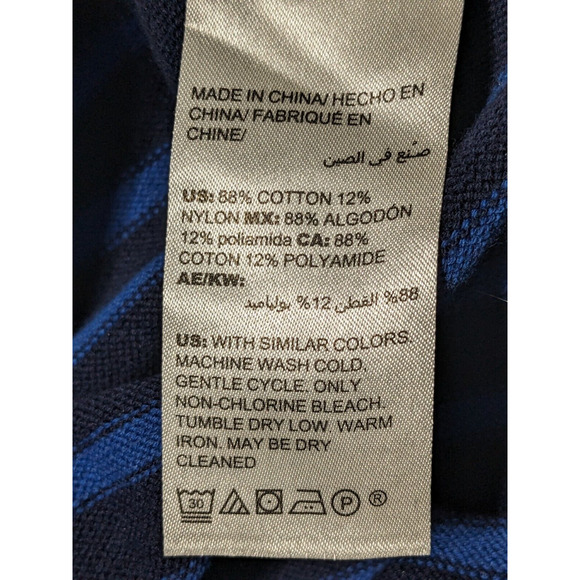 MADE IN CHINA/ HECHO EN
CHINA/ FABRIQUÉ EN
CHINE/
صنع في الصين
US: 88% COTTON 12%
NYLON MX: 88% ALGODÓN
12% poliamida CA: 88%
COTON 12% POLYAMIDE
AE/KW:
88% القطن 12% بولياميد
US: WITH SIMILAR COLORS.
MACHINE WASH COLD,
GENTLE CYCLE. ONLY
NON-CHLORINE BLEACH.
TUMBLE DRY LOW. WARM
IRON. MAY BE DRY
CLEANED
30 P ®